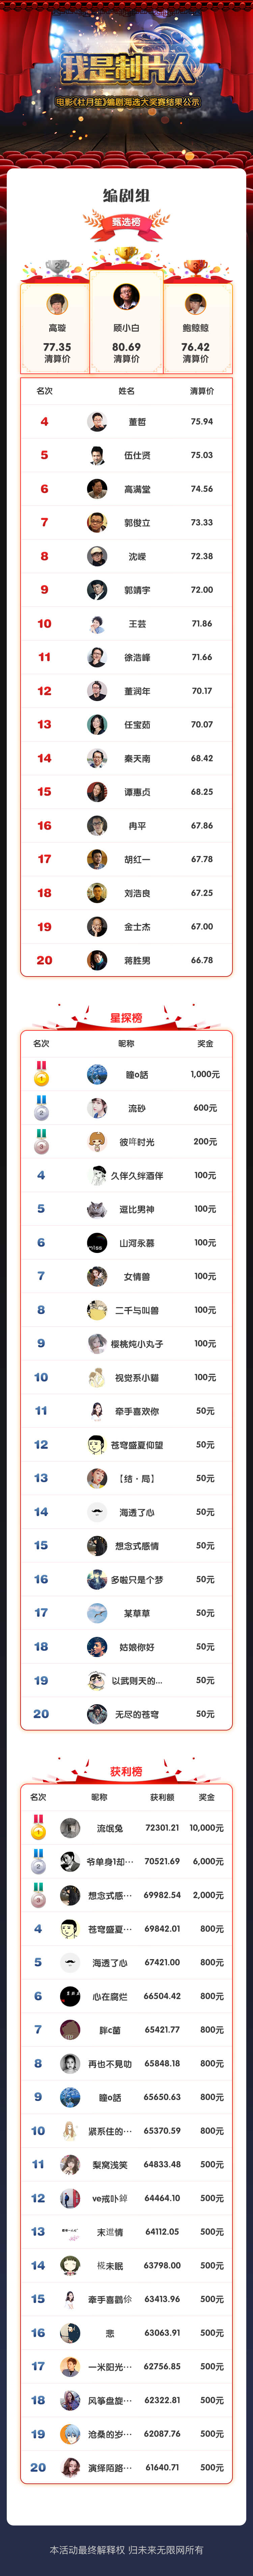 我是制片人
电影《杜月笙》编剧海选大奖赛结果公示
编剧组
甄选榜
高璇 顾小白 鲍鲸鲸
77.35 80.69 76.42
清算价 清算价 清算价
名次 姓名 清算价
4 董哲 75.94
5 伍仕贤 75.03
6 高满堂 74.56
7 郭俊立 73.33
8 沈嵘 72.38
9 郭靖宇 72.00
10 王芸 71.86
11 徐浩峰 71.66
12 董润年 70.17
13 任宝茹 70.07
14 秦天南 68.42
15 谭惠贞 68.25
16 冉平 67.86
17 胡红一 67.78
18 刘浩良 67.25
19 金士杰 67.00
20 蒋胜男 66.78
星探榜
名次 昵称 奖金
1 瞳o話 1,000元
2 流砂 600元
3 彼时光 200元
4 久伴久绊酒伴 100元
5 逗比男神 100元
6 山河永慕 100元
7 女情兽 100元
8 二千与叫兽 100元
9 樱桃炖小丸子 100元
10 视觉系小貓 100元
11 牵手喜欢你 50元
12 苍穹盛夏仰望 50元
13 【结·局】 50元
14 海透了心 50元
15 想念式感情 50元
16 多啦只是个梦 50元
17 某草草 50元
18 姑娘你好 50元
19 以武则天的... 50元
20 无尽的苍穹 50元
获利榜
名次 昵称 获利额 奖金
1 流氓兔 72301.21 10,000元
2 爷单身1却… 70521.69 6,000元
3 想念式感… 69982.54 2,000元
4 苍穹盛夏… 69842.01 800元
5 海透了心 67421.00 800元
6 心在腐烂 66504.42 800元
7 胖c菌 65421.77 800元
8 再也不見叻 65848.18 800元
9 瞳o話 65650.63 800元
10 紧系住的… 65370.59 800元
11 梨窝浅笑 64833.48 500元
12 ve戒卟 64464.10 500元
13 末情 64112.05 500元
14 未眠 63798.00 500元
15 牵手喜鸛 63413.96 500元
16 悲 63063.91 500元
17 一米阳光… 62756.85 500元
18 风筝盘旋… 62322.81 500元
19 沧桑的岁… 62087.76 500元
20 演绎陌路… 61640.71 500元
本活动最终解释权 归未来无限网所有